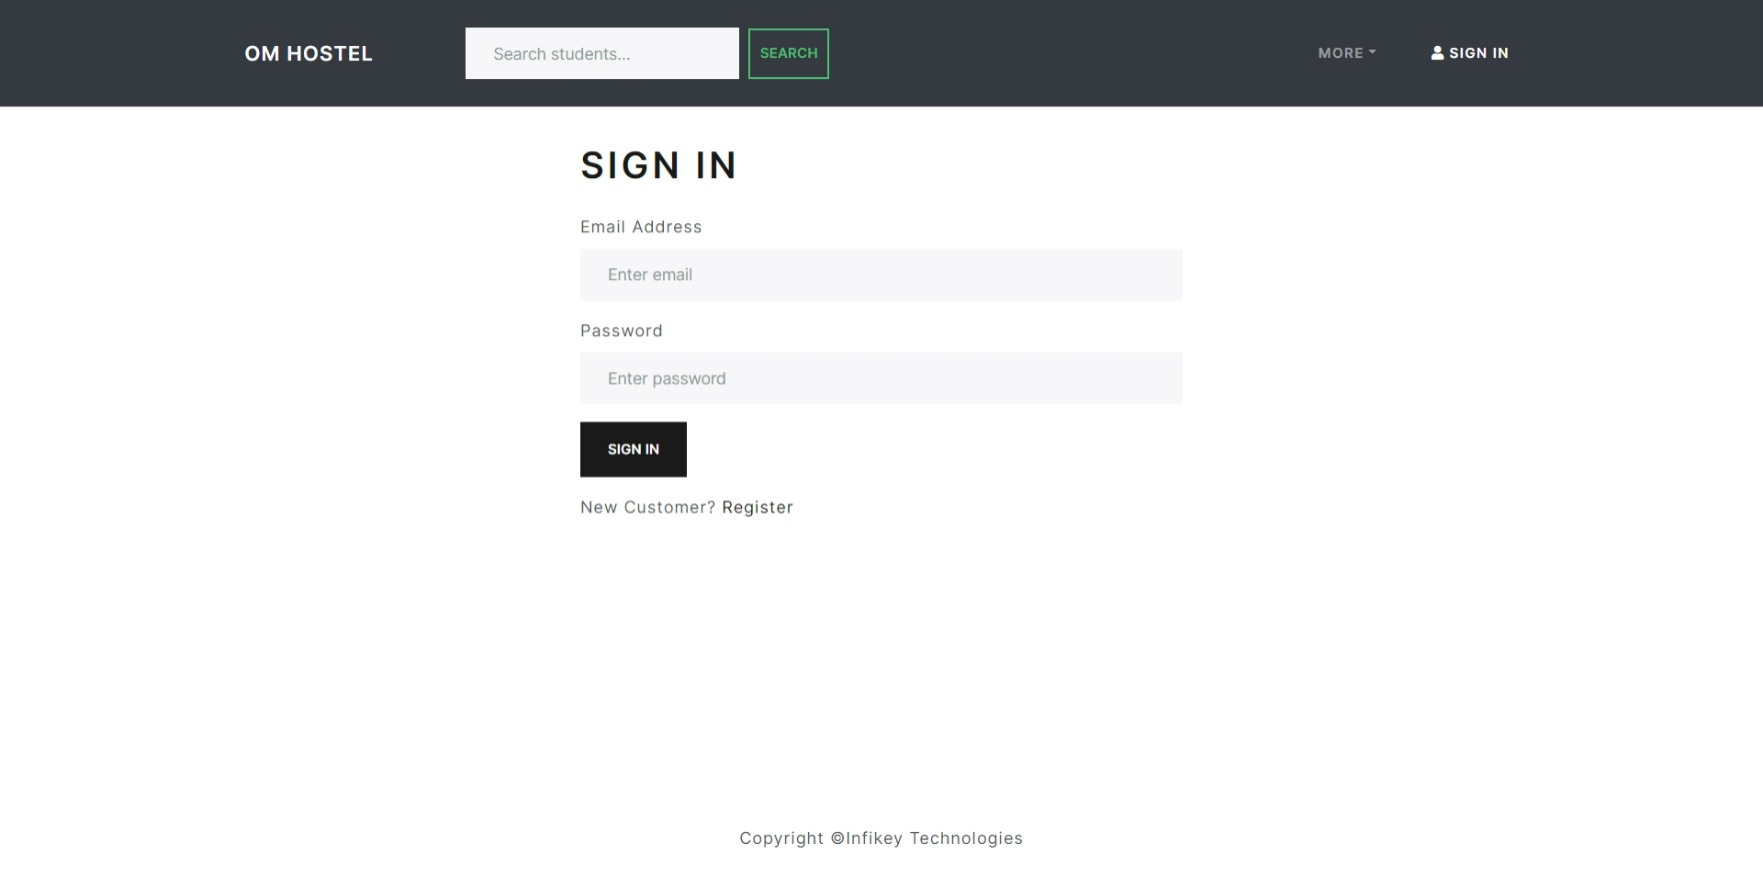 OM HOSTEL
Search students...
SEARCH
MORE
SIGN IN
SIGN IN
Email Address
Enter email
Password
Enter password
SIGN IN
New Customer? Register
Copyright ©Infikey Technologies